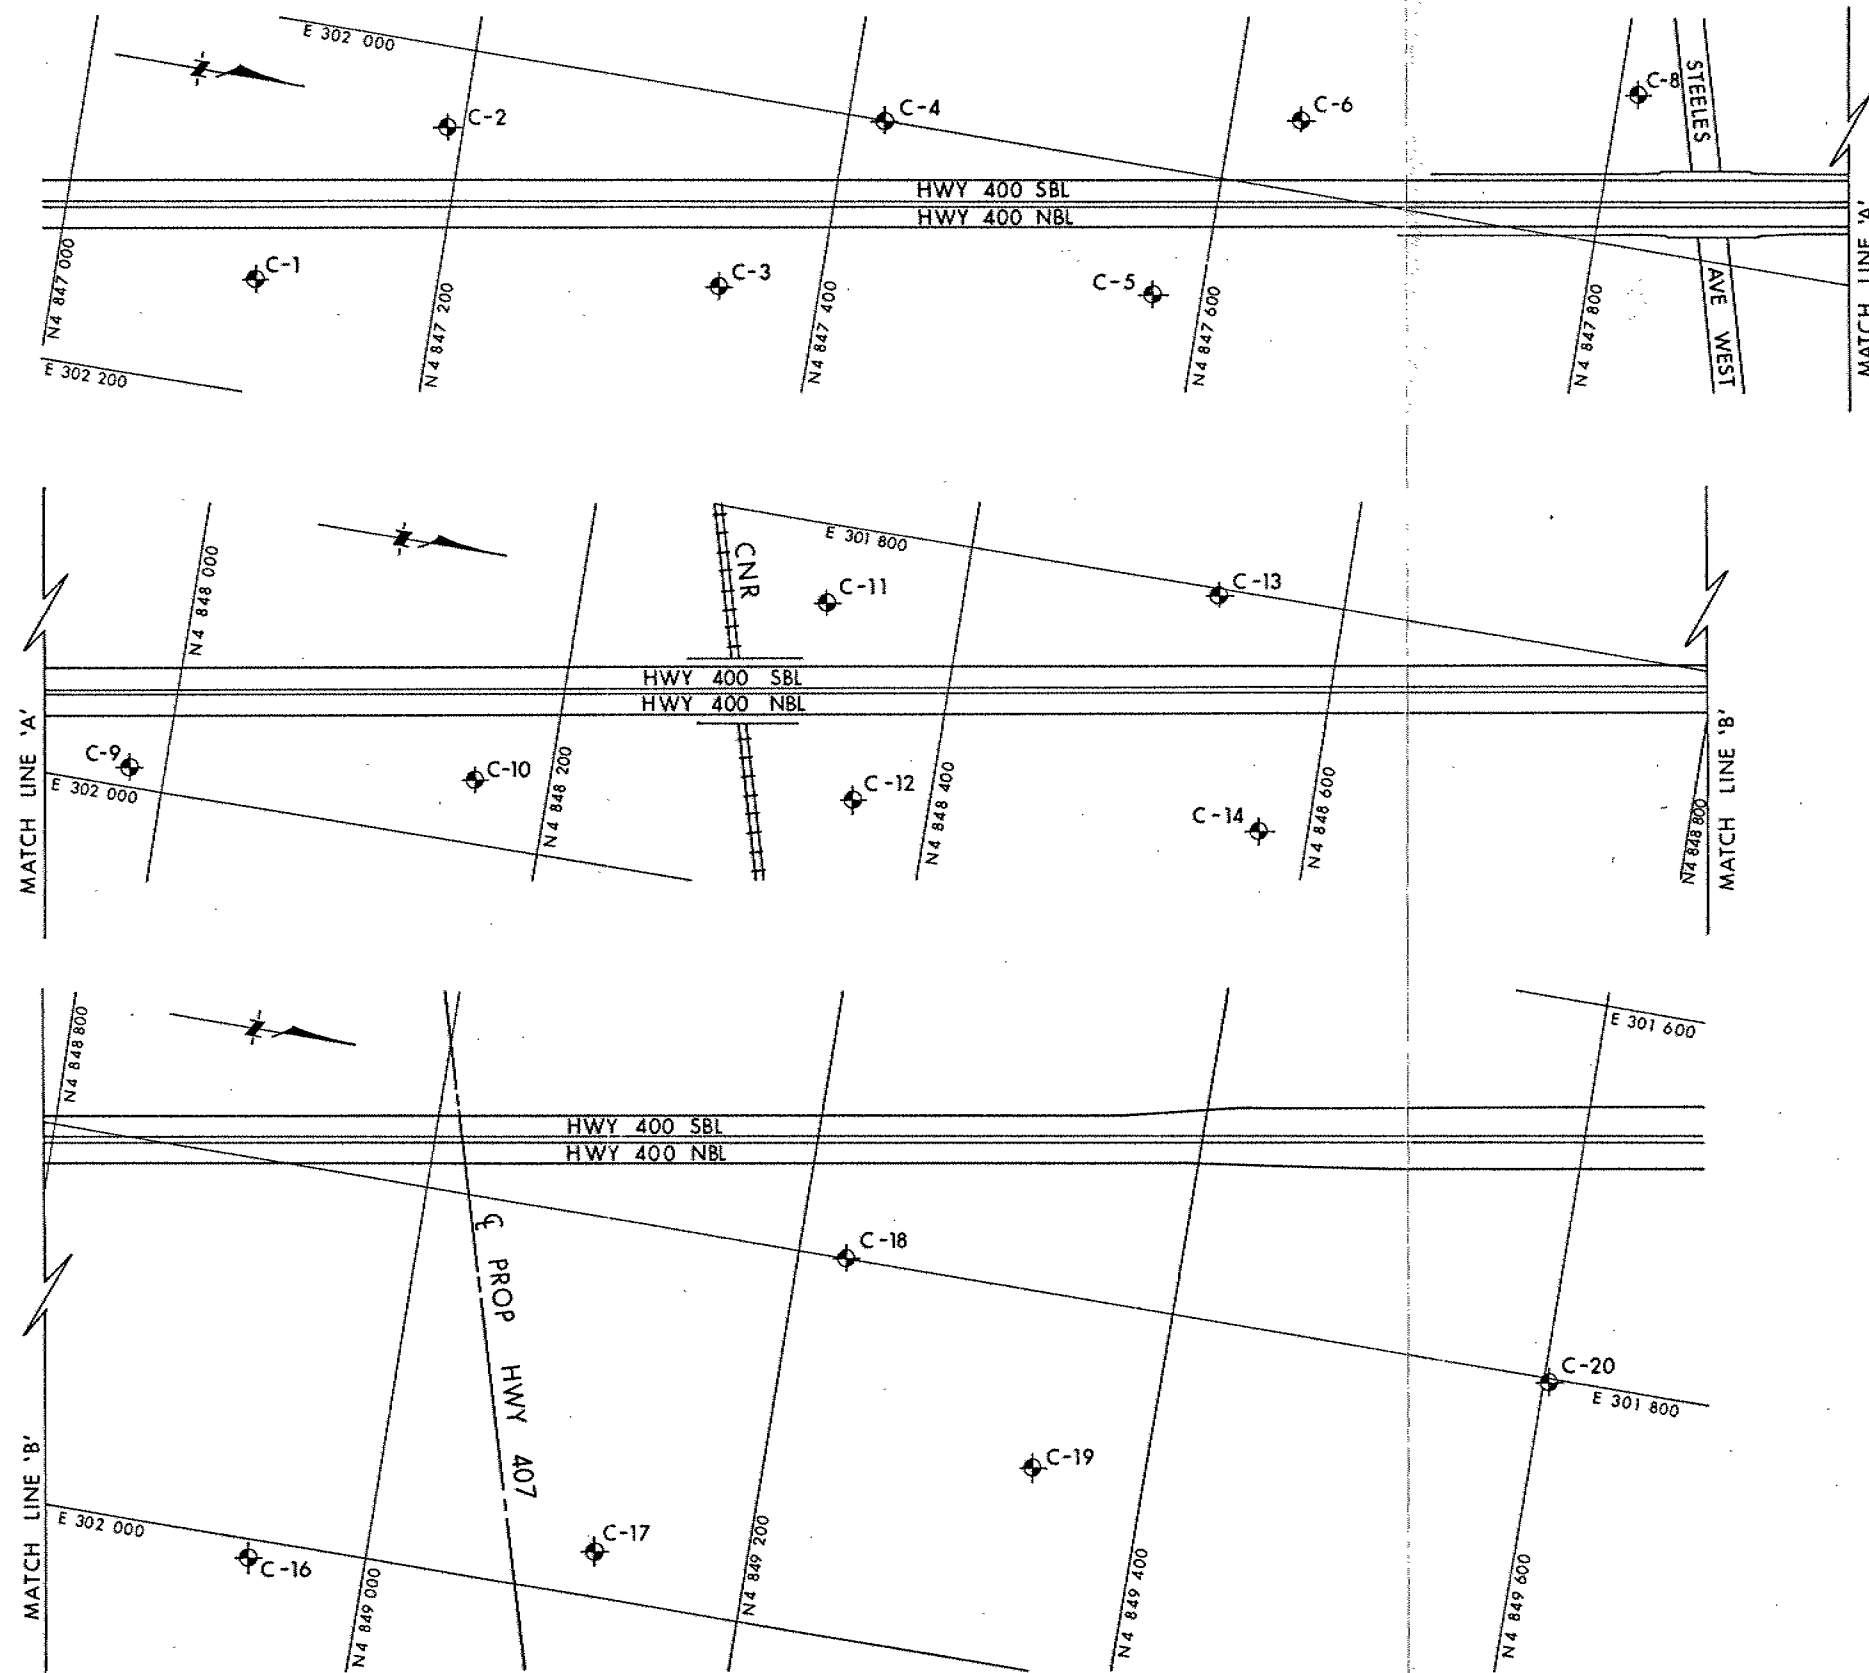 E 302 000
C-2
C-4
C-6
C-8
STEELES
HWY 400 SBL
HWY 400 NBL
N4 847 000
C-1
N4 847 200
C-3
N4 847 400
C-5
N4 847 600
N4 847 800
AVE WEST
MATCH LINE 'A'
E 302 200
N4 848 000
CNR
E 301 800
C-11
C-13
HWY 400 SBL
HWY 400 NBL
MATCH LINE 'A'
C-9
E 302 000
C-10
N4 848 200
C-12
N4 848 400
C-14
N4 848 600
N4 848 800
MATCH LINE 'B'
N4 848 800
E 301 600
HWY 400 SBL
HWY 400 NBL
℄ PROP HWY 407
C-18
C-20
E 301 800
C-19
MATCH LINE 'B'
E 302 000
C-16
C-17
N4 849 000
N4 849 200
N4 849 400
N4 849 600